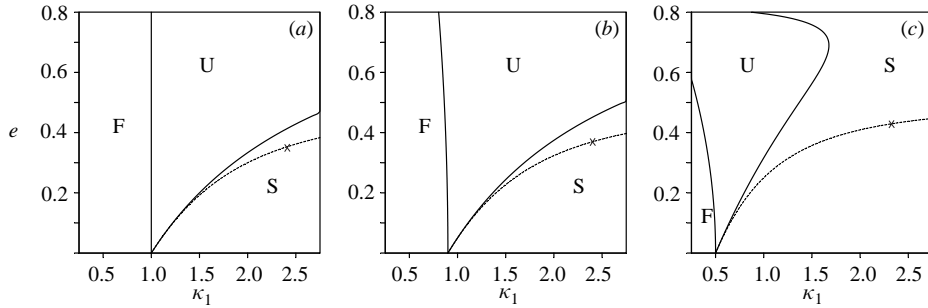 0.8 (a) 0.8 (b) 0.8 (c)
U U U S
0.6 0.6 0.6
e F 0.4 F 0.4 0.4
S S
0.2 0.2 0.2
F
0.5 1.0 1.5 2.0 2.5 0.5 1.0 1.5 2.0 2.5 0.5 1.0 1.5 2.0 2.5
κ1 κ1 κ1